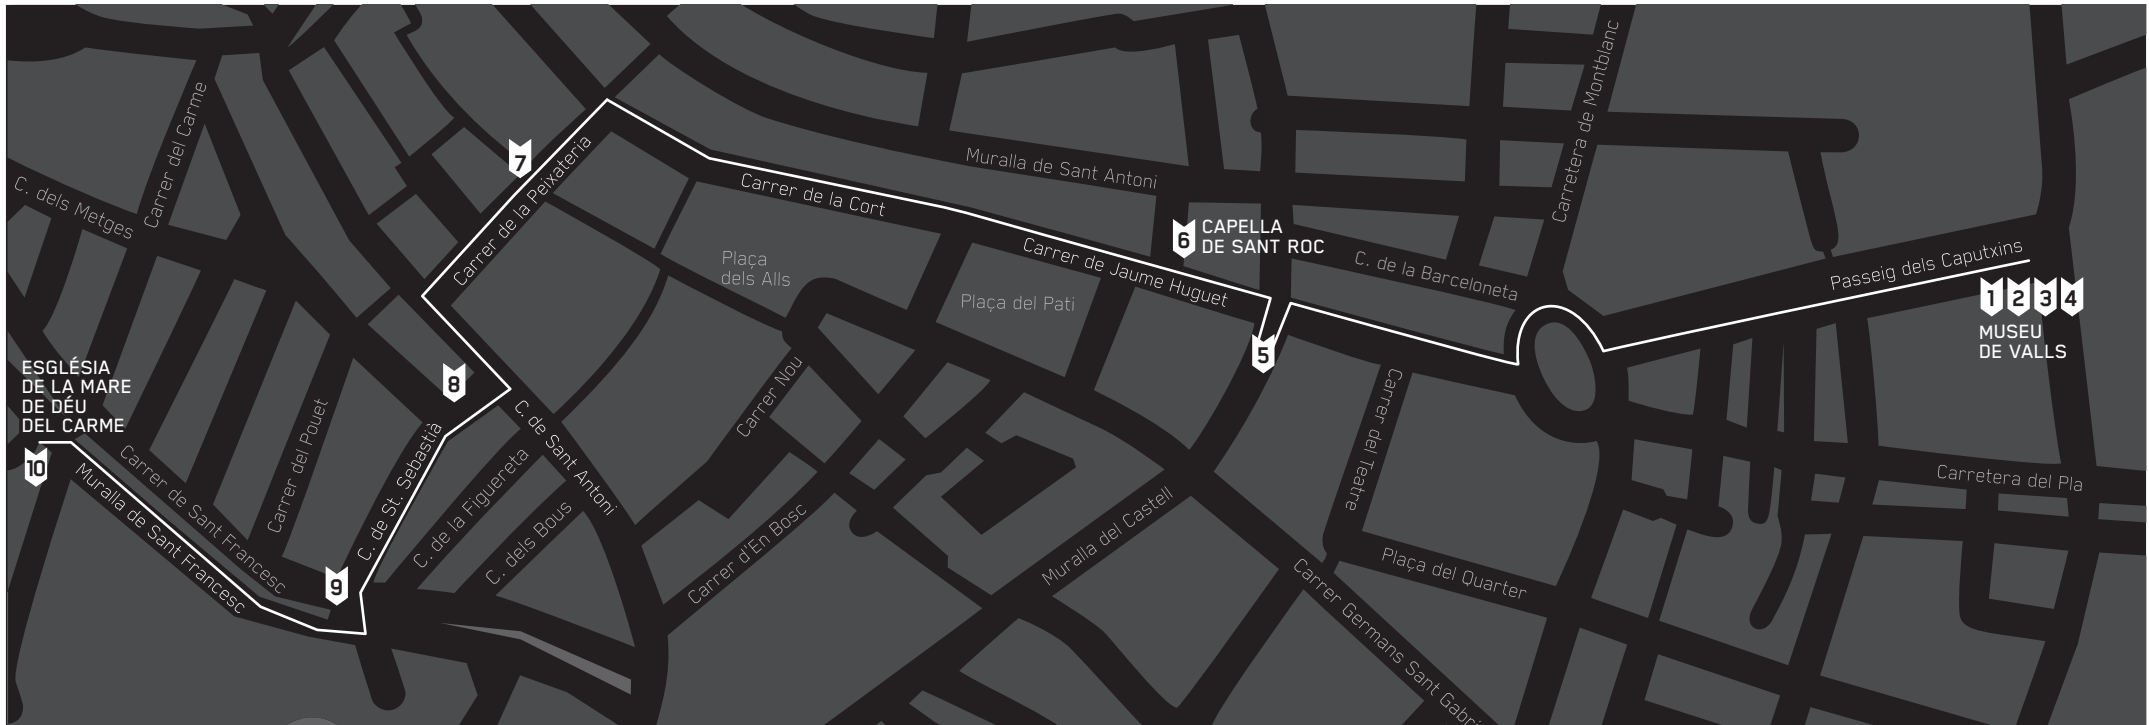 Carrer del Carme
C. dels Metges
7
Carrer de la Peixateria
Carrer de la Cort
Muralla de Sant Antoni
Carretera de Montblanc
6
CAPELLA
DE SANT ROC
Carrer de Jaume Huguet
C. de la Barceloneta
Passeig dels Caputxins
1 2 3 4
MUSEU
DE VALLS
Plaça
dels Alls
Plaça del Pati
5
ESGLÉSIA
DE LA MARE
DE DÉU
DEL CARME
10
8
9
Carrer Nou
Carrer del Teatre
Carrer del Pouet
C. de St. Sebastià
C. de Sant Antoni
C. de la Figuereta
C. dels Bous
Carrer de Sant Francesc
Muralla de Sant Francesc
Carrer d'En Bosc
Muralla del Castell
Carretera del Pla
Plaça del Quarter
Carrer Germans Sant Gabri